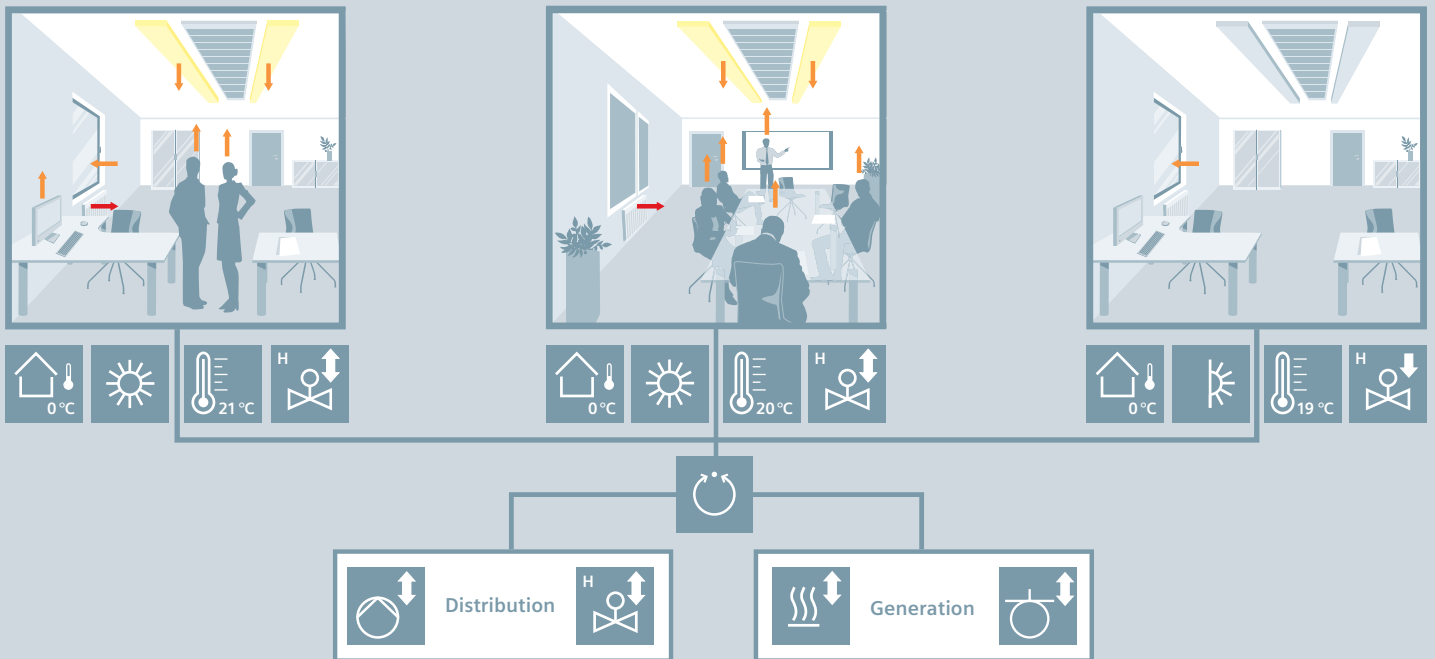 H
0 °C
21 °C
H
0 °C
20 °C
H
0 °C
19 °C
H
Distribution
Generation